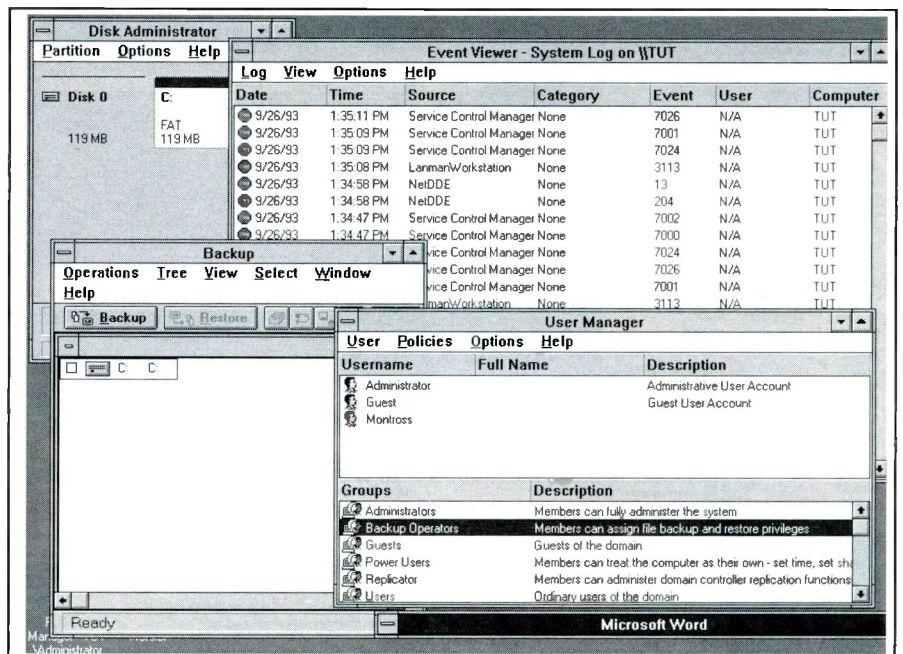 Disk Administrator
Partition Options Help
Disk 0
119 MB
C:
FAT
119 MB
Event Viewer - System Log on \\TUT
Log View Options Help
Date Time Source Category Event User Computer
9/26/93 1:35:11 PM Service Control Manager None 7026 N/A TUT
9/26/93 1:35:09 PM Service Control Manager None 7001 N/A TUT
9/26/93 1:35:09 PM Service Control Manager None 7024 N/A TUT
9/26/93 1:35:08 PM LanmanWorkstation None 3113 N/A TUT
9/26/93 1:34:58 PM NetDDE None 13 N/A TUT
9/26/93 1:34:58 PM NetDDE None 204 N/A TUT
9/26/93 1:34:47 PM Service Control Manager None 7002 N/A TUT
9/26/93 1:34:47 PM Service Control Manager None 7000 N/A TUT
vice Control Manager None 7024 N/A TUT
vice Control Manager None 7026 N/A TUT
vice Control Manager None 7001 N/A TUT
manWorkstation None 3113 N/A TUT
Backup
Operations Tree View Select Window
Help
Backup Restore
C: C:
Ready
User Manager
User Policies Options Help
Username Full Name Description
Administrator Administrative User Account
Guest Guest User Account
Montross
Groups Description
Administrators Members can fully administer the system
Backup Operators Members can assign file backup and restore privileges
Guests Guests of the domain
Power Users Members can treat the computer as their own - set time, set sha
Replicator Members can administer domain controller replication functions
Users Ordinary users of the domain
Microsoft Word
\Administrator